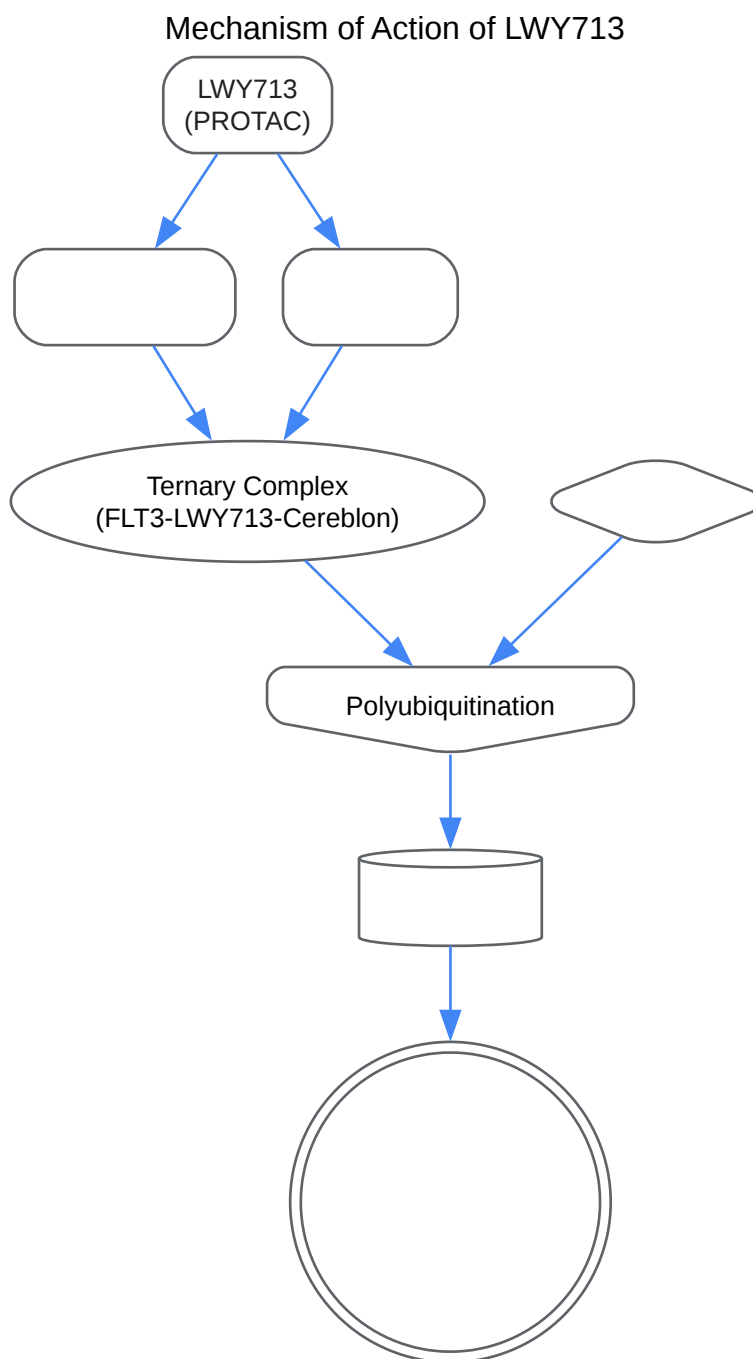 Mechanism of Action of LWY713
LWY713
(PROTAC)
Ternary Complex
(FLT3-LWY713-Cereblon)
Polyubiquitination